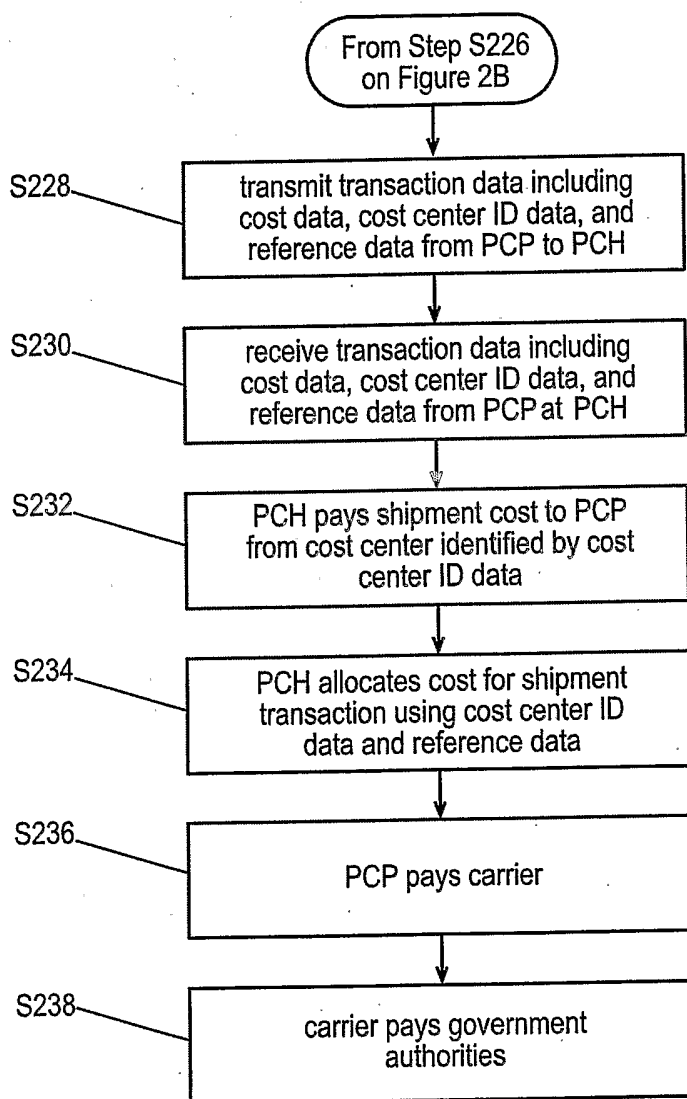 From Step S226
on Figure 2B
S228
transmit transaction data including
cost data, cost center ID data, and
reference data from PCP to PCH
S230
receive transaction data including
cost data, cost center ID data, and
reference data from PCP at PCH
S232
PCH pays shipment cost to PCP
from cost center identified by cost
center ID data
S234
PCH allocates cost for shipment
transaction using cost center ID
data and reference data
S236
PCP pays carrier
S238
carrier pays government
authorities